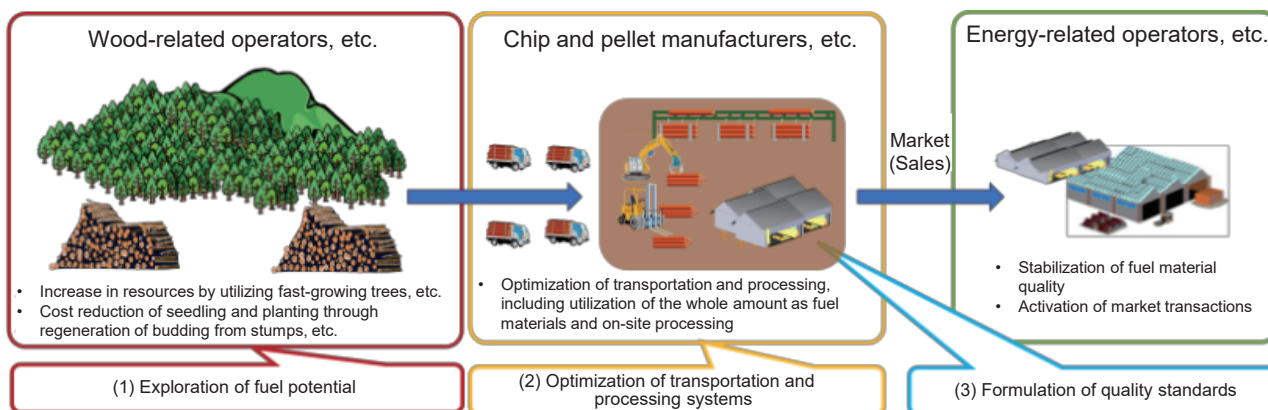 Wood-related operators, etc.
• Increase in resources by utilizing fast-growing trees, etc.
• Cost reduction of seedling and planting through
regeneration of budding from stumps, etc.
(1) Exploration of fuel potential
Chip and pellet manufacturers, etc.
• Optimization of transportation and processing,
including utilization of the whole amount as fuel
materials and on-site processing
(2) Optimization of transportation and
processing systems
Market
(Sales)
Energy-related operators, etc.
• Stabilization of fuel material
quality
• Activation of market transactions
(3) Formulation of quality standards